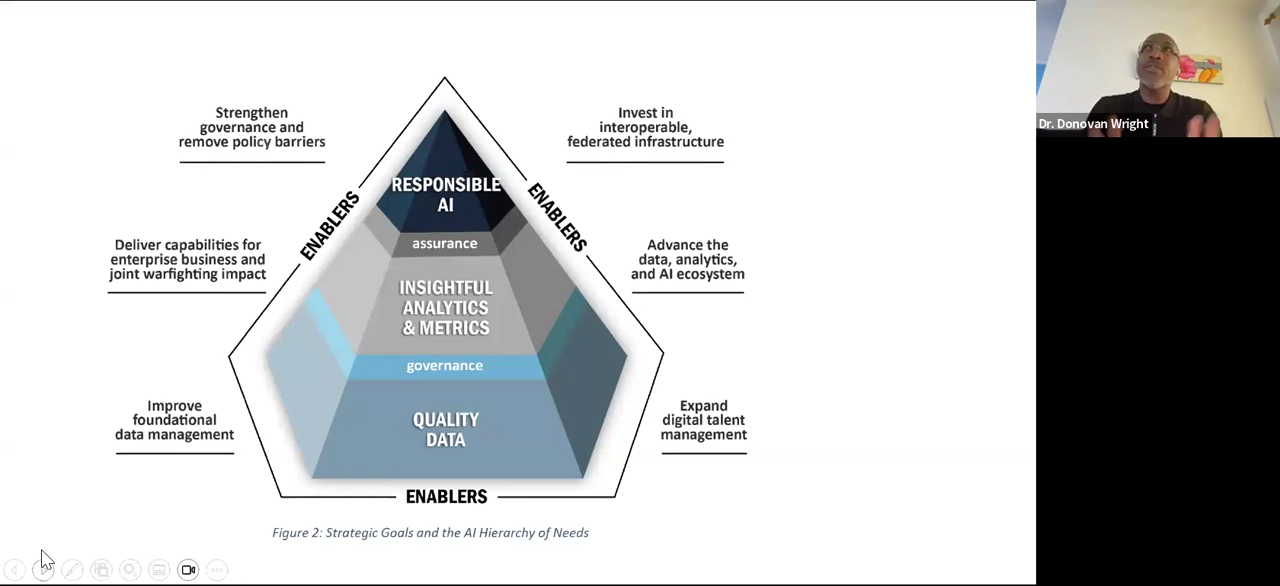 Strengthen
governance and
remove policy barriers
Invest in
interoperable,
federated infrastructure
ENABLERS
ENABLERS
RESPONSIBLE
AI
assurance
Deliver capabilities for
enterprise business and
joint warfighting impact
Advance the
data, analytics,
and AI ecosystem
INSIGHTFUL
ANALYTICS
& METRICS
governance
Improve
foundational
data management
QUALITY
DATA
Expand
digital talent
management
ENABLERS
Figure 2: Strategic Goals and the AI Hierarchy of Needs
Dr. Donovan Wright